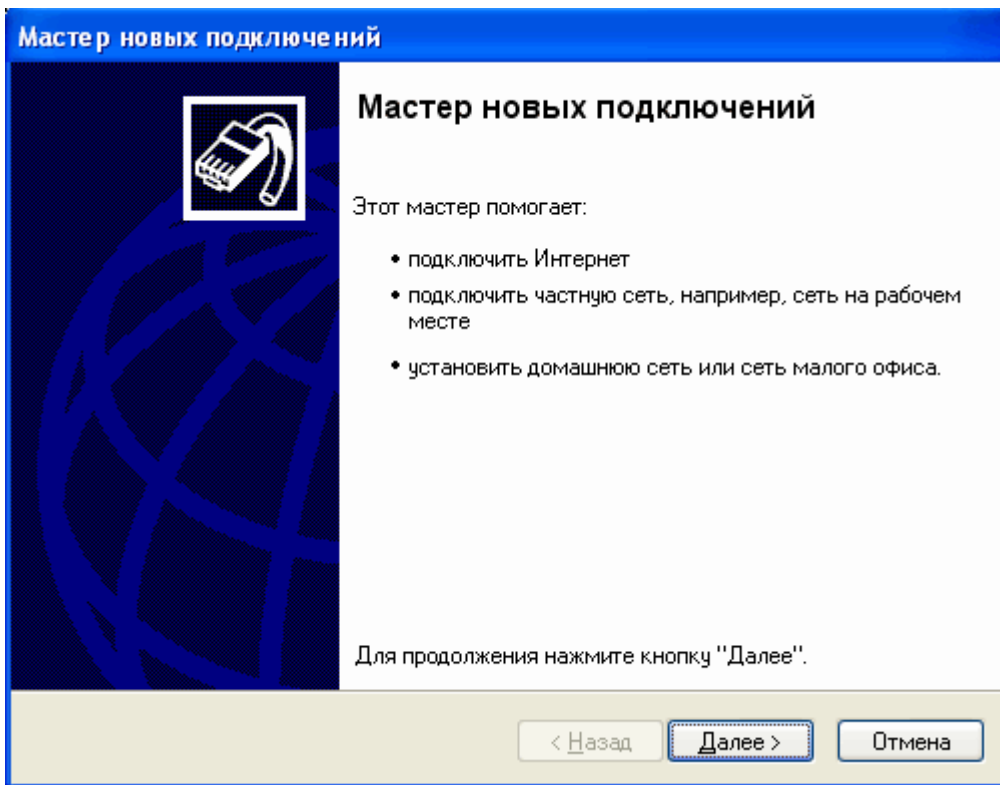 Мастер новых подключений
Мастер новых подключений
Этот мастер помогает:
• подключить Интернет
• подключить частную сеть, например, сеть на рабочем
месте
• установить домашнюю сеть или сеть малого офиса.
Для продолжения нажмите кнопку "Далее".
< Назад Далее > Отмена